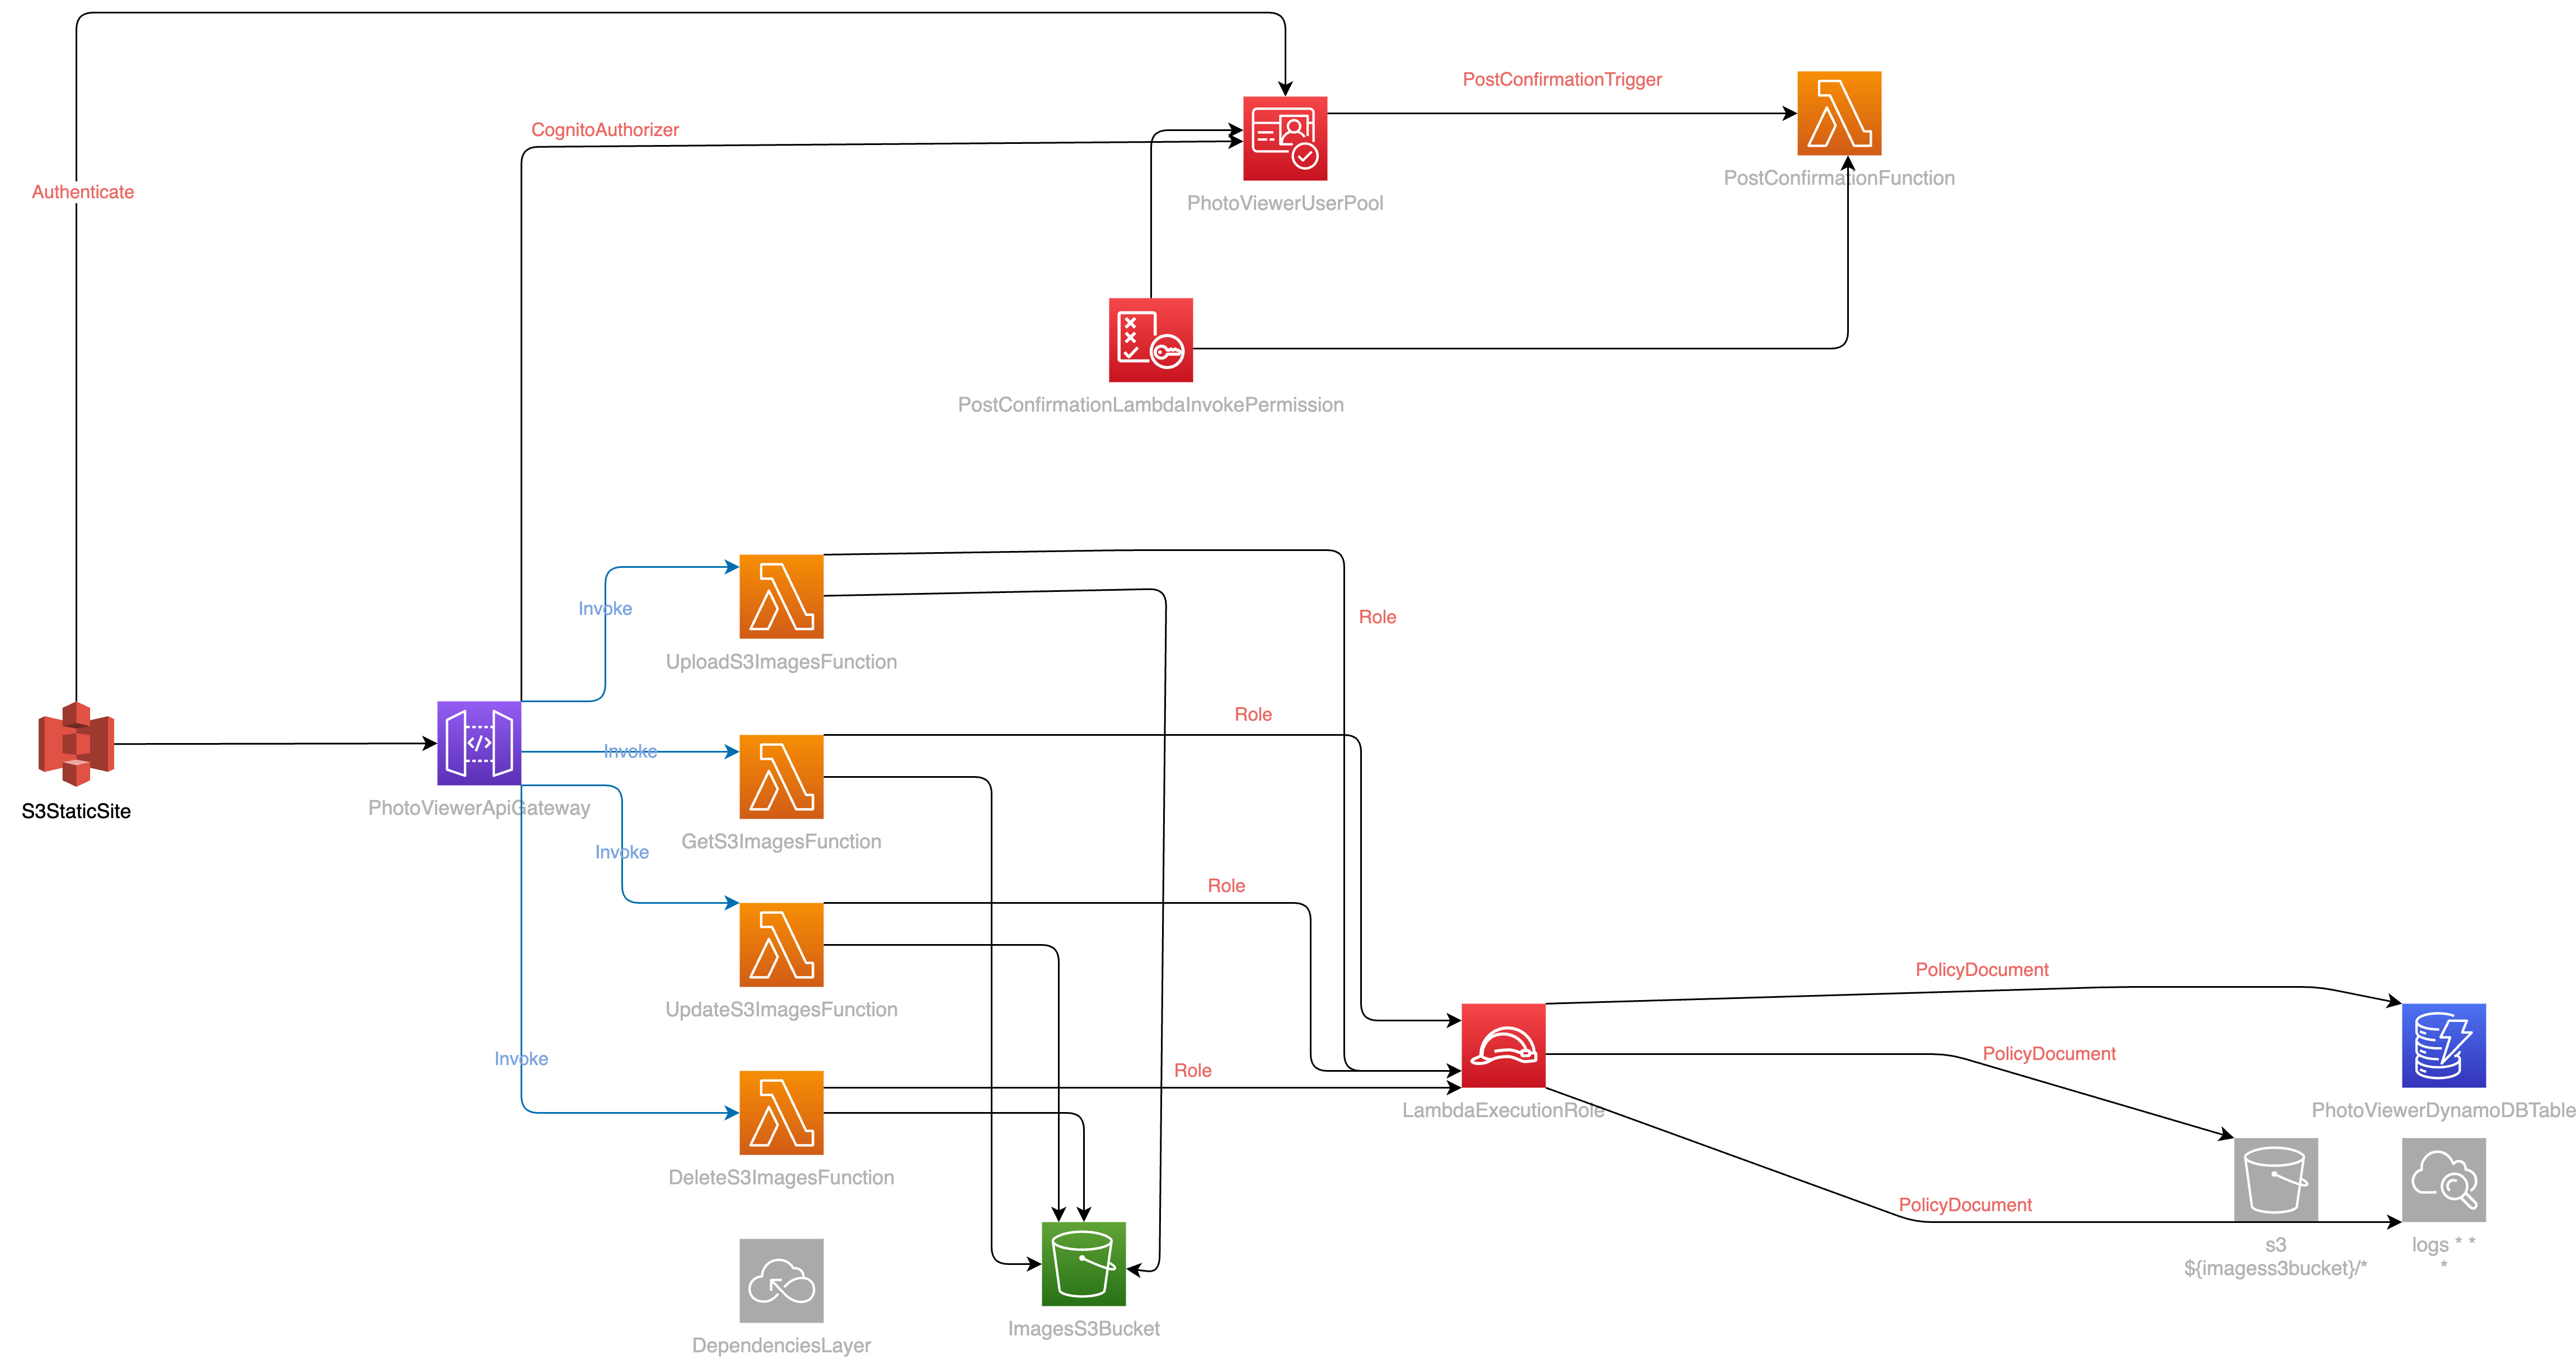 PostConfirmationTrigger
CognitoAuthorizer
PostConfirmationFunction
Authenticate
PhotoViewerUserPool
PostConfirmationLambdaInvokePermission
Invoke
Role
UploadS3ImagesFunction
Role
Invoke
S3StaticSite
PhotoViewerApiGateway
GetS3ImagesFunction
Invoke
Role
PolicyDocument
UpdateS3ImagesFunction
Invoke
PolicyDocument
Role
LambdaExecutionRole
PhotoViewerDynamoDBTable
DeleteS3ImagesFunction
PolicyDocument
s3
${imagess3bucket}/*
logs * *
*
ImagesS3Bucket
DependenciesLayer